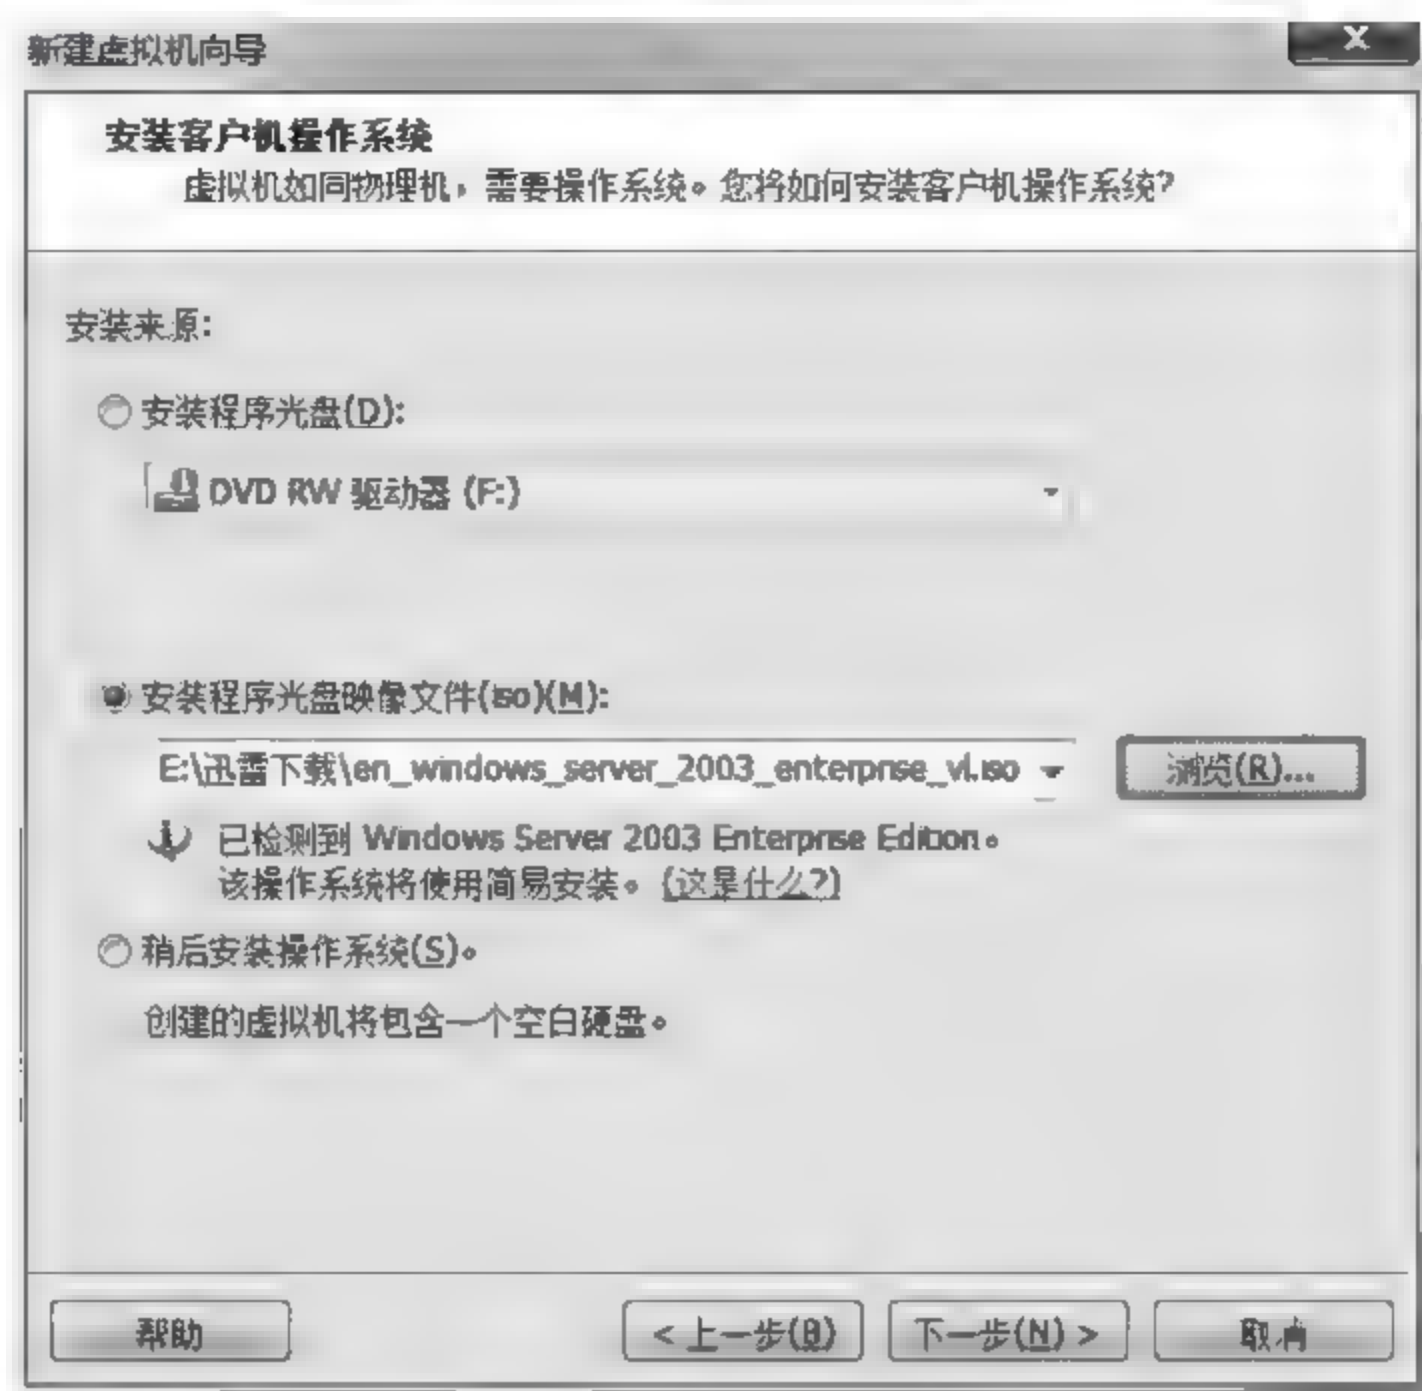 新建虚拟机向导
安装客户机操作系统
虚拟机如同物理机，需要操作系统。您将如何安装客户机操作系统?
安装来源:
安装程序光盘(D):
DVD RW 驱动器 (F:)
安装程序光盘映像文件(iso)(M):
E:\迅雷下载\en_windows_server_2003_enterprise_vl.iso
浏览(R)...
已检测到 Windows Server 2003 Enterprise Edition。
该操作系统将使用简易安装。(这是什么?)
稍后安装操作系统(S)。
创建的虚拟机将包含一个空白硬盘。
帮助
< 上一步(B)
下一步(N) >
取消